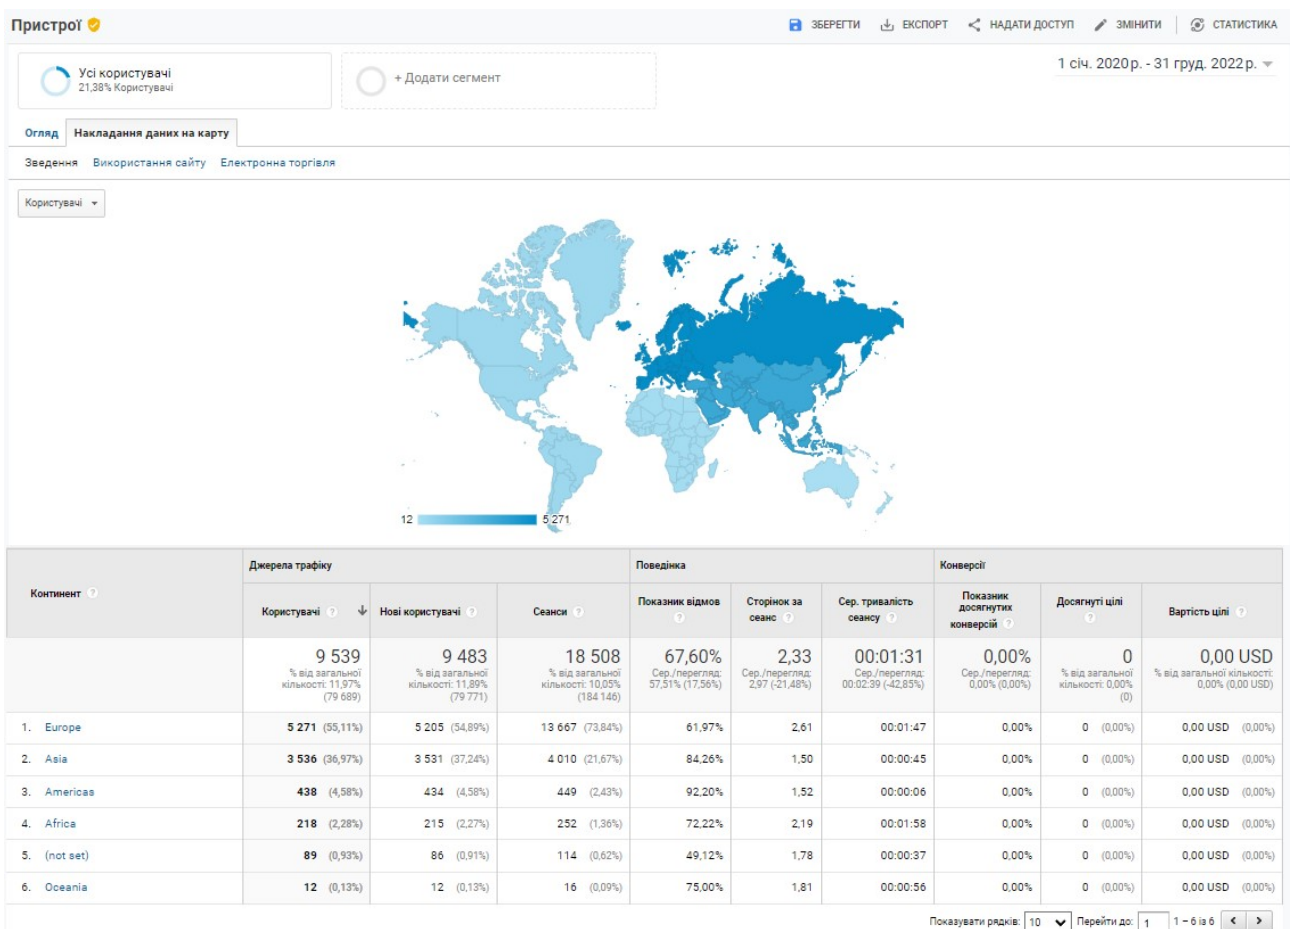 Пристрої
ЗБЕРЕГТИ ЕКСПОРТ НАДАТИ ДОСТУП ЗМІНИТИ СТАТИСТИКА
Усі користувачі
21,38% Користувачі
+ Додати сегмент
1 січ. 2020 р. - 31 груд. 2022 р.
Огляд Накладання даних на карту
Зведення Використання сайту Електронна торгівля
Користувачі
12 5 271
Континент ?
Джерела трафіку Поведінка Конверсії
Користувачі ? Нові користувачі ? Сеанси ? Показник відмов ? Сторінок за сеанс ? Сер. тривалість сеансу ? Показник досягнутих конверсій ? Досягнуті цілі ? Вартість цілі ?
9 539 9 483 18 508 67,60% 2,33 00:01:31 0,00% 0 0,00 USD
% від загальної кількості: 11,97% (79 689) % від загальної кількості: 11,89% (79 771) % від загальної кількості: 10,05% (184 146) Сер./перегляд: 57,51% (17,56%) Сер./перегляд: 2,97 (-21,48%) Сер./перегляд: 00:02:39 (-42,85%) Сер./перегляд: 0,00% (0,00%) % від загальної кількості: 0,00% (0) % від загальної кількості: 0,00% (0,00 USD)
1. Europe 5 271 (55,11%) 5 205 (54,89%) 13 667 (73,84%) 61,97% 2,61 00:01:47 0,00% 0 (0,00%) 0,00 USD (0,00%)
2. Asia 3 536 (36,97%) 3 531 (37,24%) 4 010 (21,67%) 84,26% 1,50 00:00:45 0,00% 0 (0,00%) 0,00 USD (0,00%)
3. Americas 438 (4,58%) 434 (4,58%) 449 (2,43%) 92,20% 1,52 00:00:06 0,00% 0 (0,00%) 0,00 USD (0,00%)
4. Africa 218 (2,28%) 215 (2,27%) 252 (1,36%) 72,22% 2,19 00:01:58 0,00% 0 (0,00%) 0,00 USD (0,00%)
5. (not set) 89 (0,93%) 86 (0,91%) 114 (0,62%) 49,12% 1,78 00:00:37 0,00% 0 (0,00%) 0,00 USD (0,00%)
6. Oceania 12 (0,13%) 12 (0,13%) 16 (0,09%) 75,00% 1,81 00:00:56 0,00% 0 (0,00%) 0,00 USD (0,00%)
Показувати рядків: 10 Перейти до: 1 1 – 6 із 6